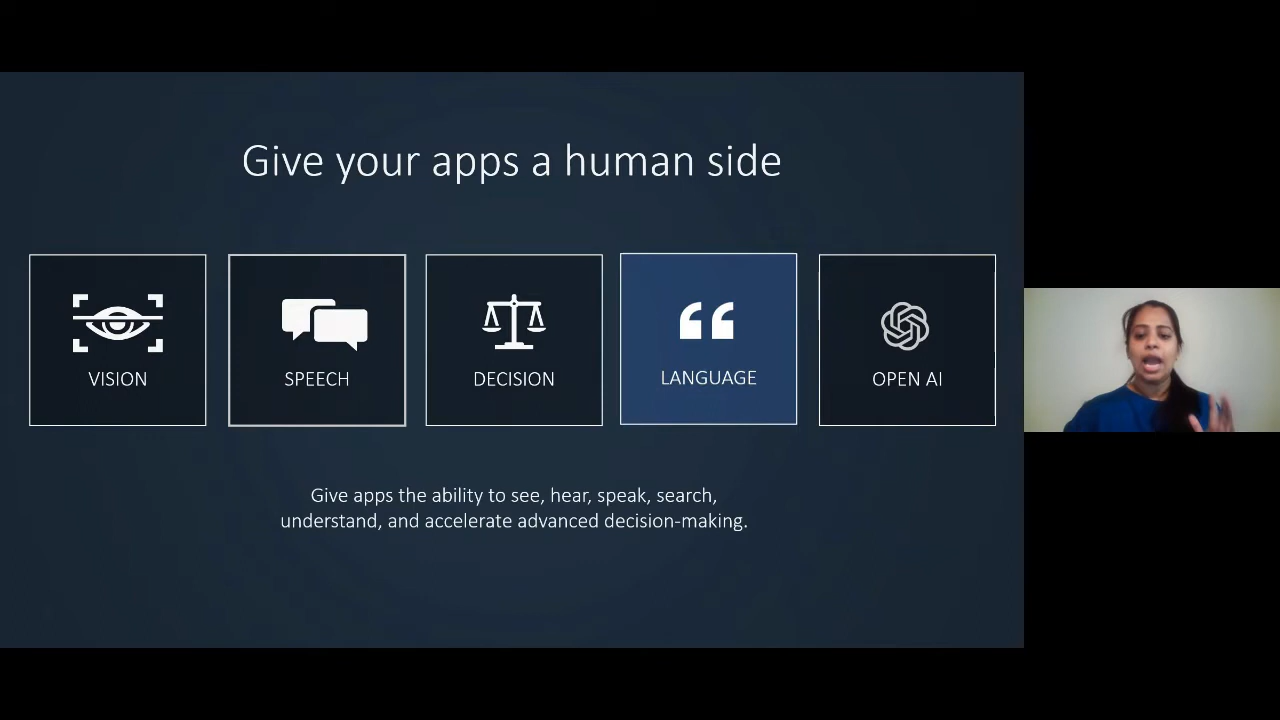 Give your apps a human side
VISION
SPEECH
DECISION
LANGUAGE
OPEN AI
Give apps the ability to see, hear, speak, search,
understand, and accelerate advanced decision-making.